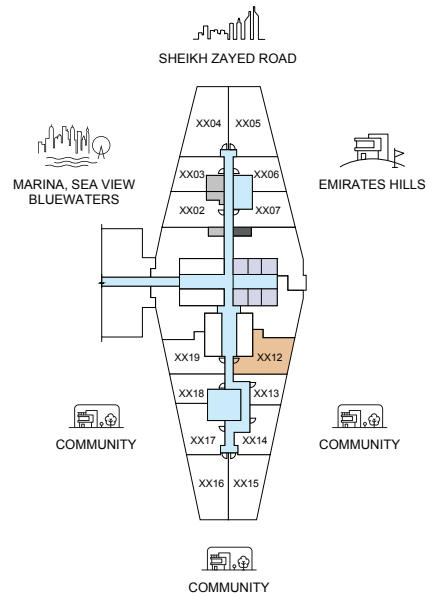 SHEIKH ZAYED ROAD
XX04
XX05
MARINA, SEA VIEW
BLUEWATERS
XX03
XX06
EMIRATES HILLS
XX02
XX07
XX19
XX12
XX18
XX13
COMMUNITY
XX17
XX14
COMMUNITY
XX16
XX15
COMMUNITY